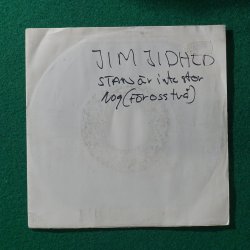 JIM JIDHED
STAN är inte stor
nog (För oss två)